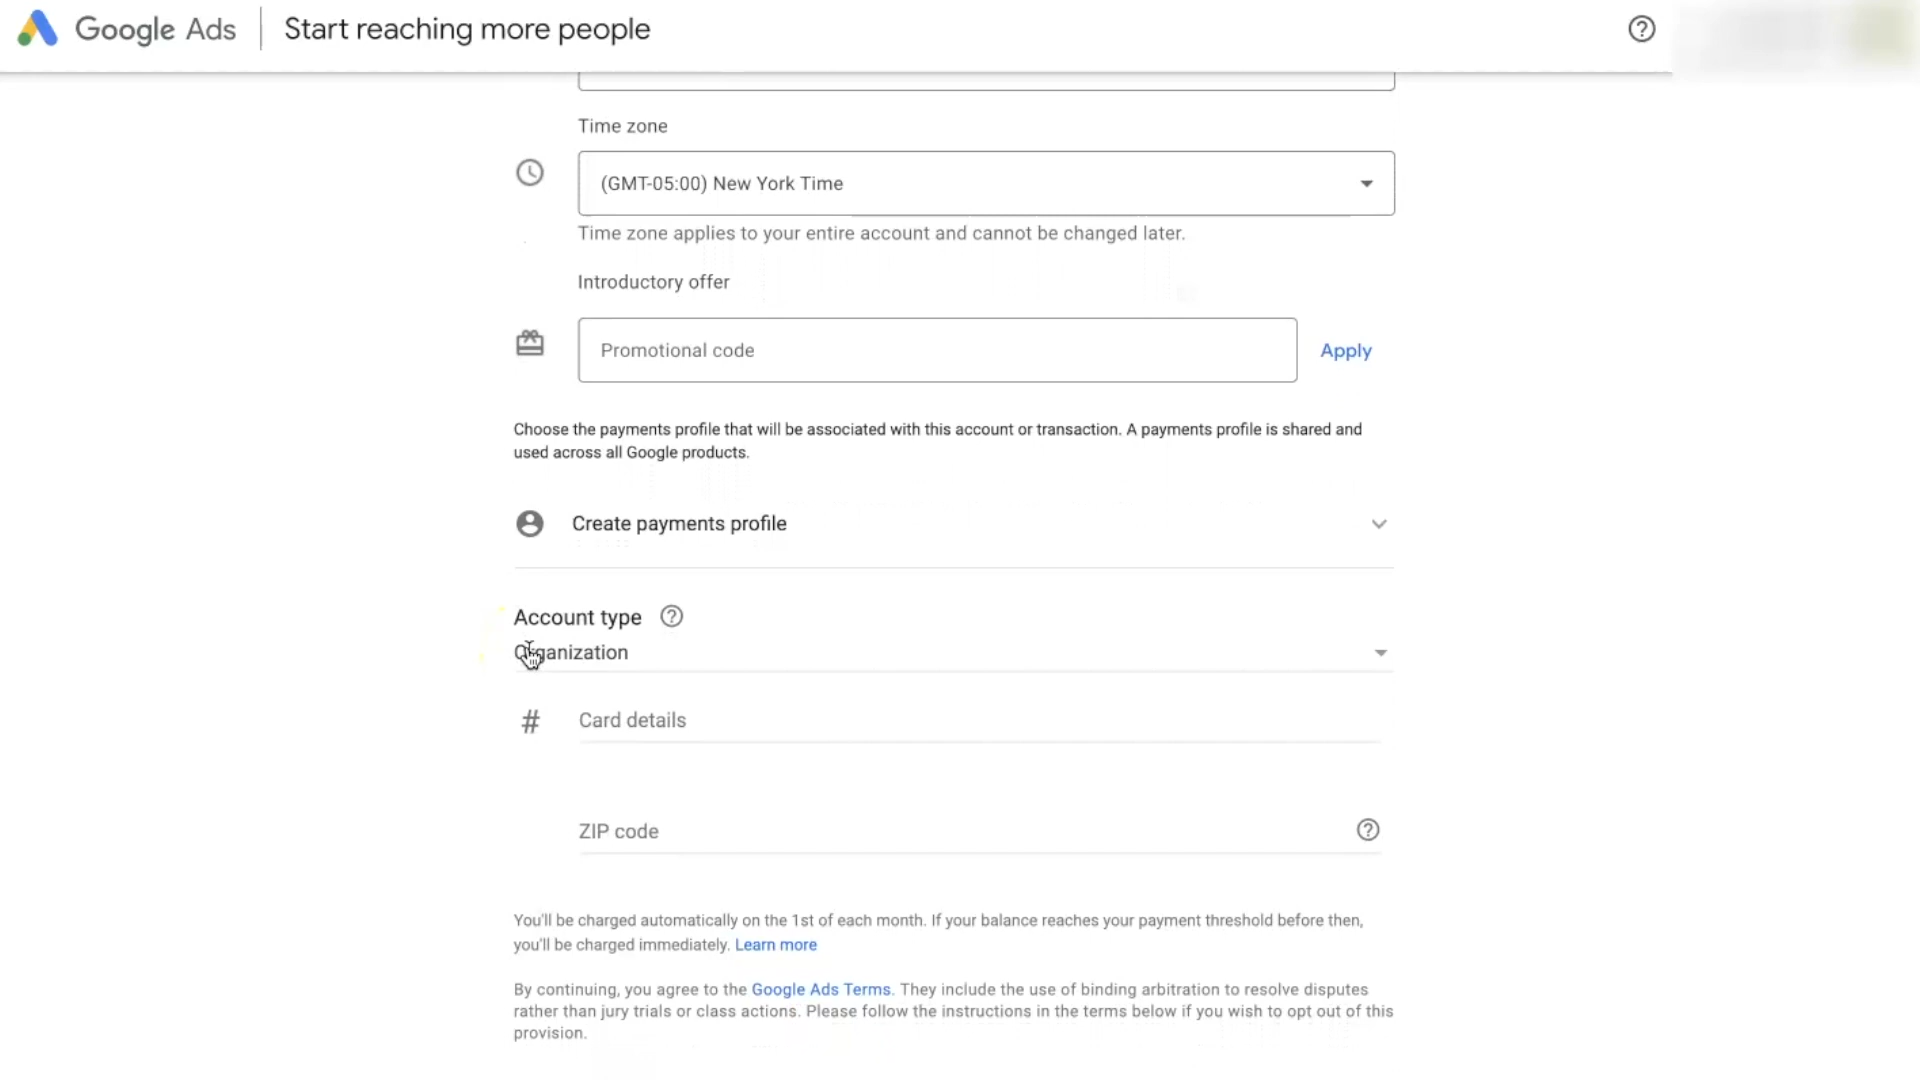 Google Ads
Start reaching more people
Time zone
(GMT-05:00) New York Time
Time zone applies to your entire account and cannot be changed later.
Introductory offer
Promotional code
Apply
Choose the payments profile that will be associated with this account or transaction. A payments profile is shared and
used across all Google products.
Create payments profile
Account type
Organization
# Card details
ZIP code
You'll be charged automatically on the 1st of each month. If your balance reaches your payment threshold before then,
you'll be charged immediately. Learn more
By continuing, you agree to the Google Ads Terms. They include the use of binding arbitration to resolve disputes
rather than jury trials or class actions. Please follow the instructions in the terms below if you wish to opt out of this
provision.